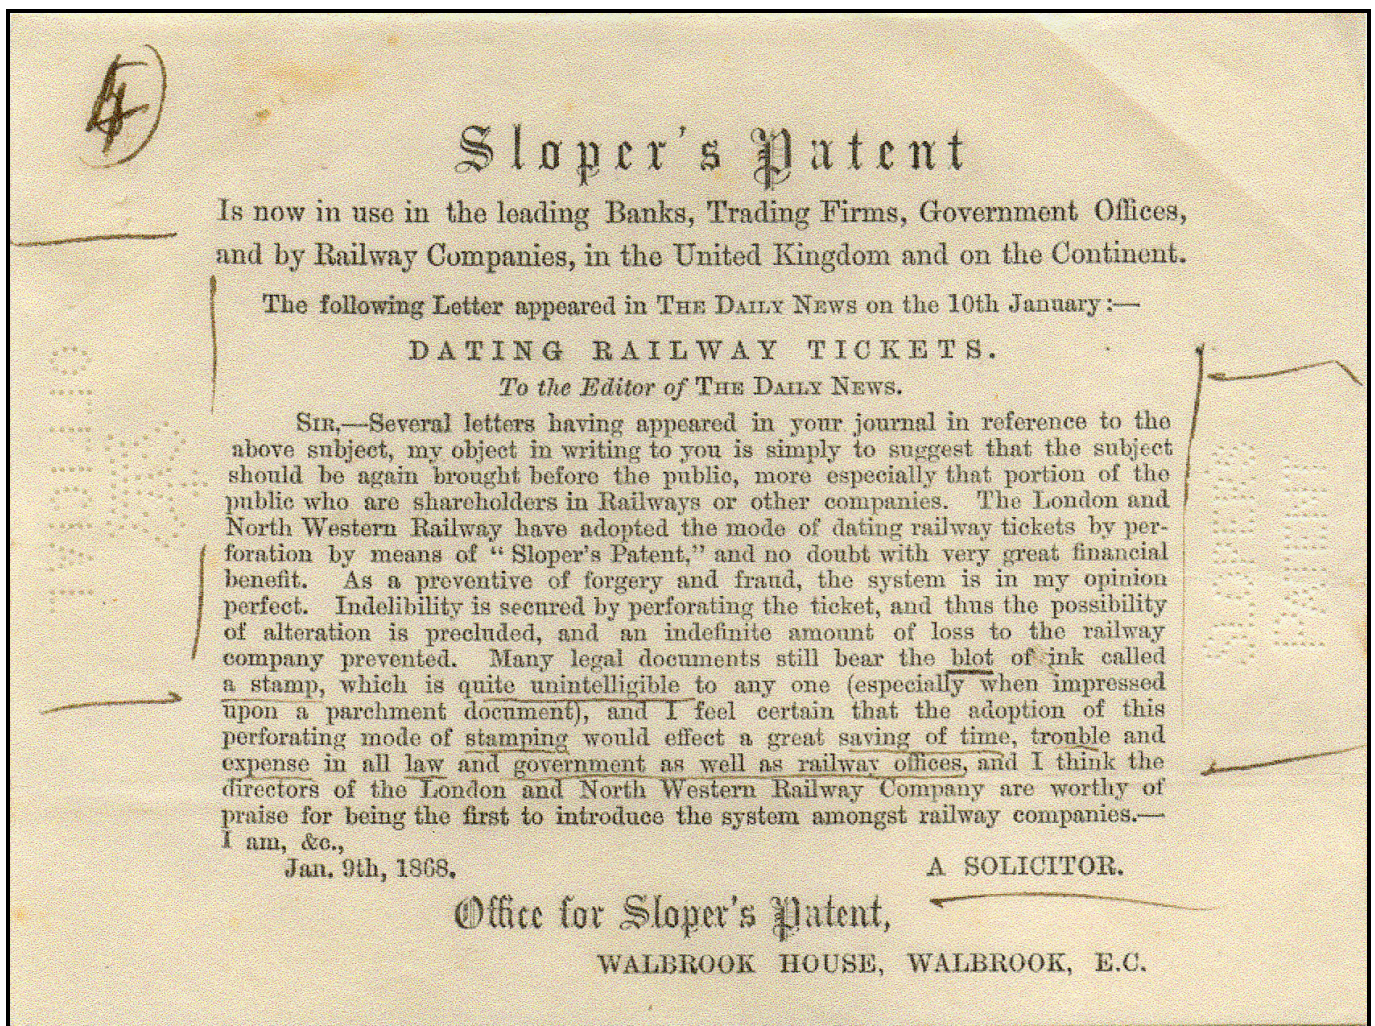 4
Sloper's Patent
Is now in use in the leading Banks, Trading Firms, Government Offices,
and by Railway Companies, in the United Kingdom and on the Continent.
The following Letter appeared in THE DAILY NEWS on the 10th January:—
DATING RAILWAY TICKETS.
To the Editor of THE DAILY NEWS.
SIR,—Several letters having appeared in your journal in reference to the
above subject, my object in writing to you is simply to suggest that the subject
should be again brought before the public, more especially that portion of the
public who are shareholders in Railways or other companies. The London and
North Western Railway have adopted the mode of dating railway tickets by per-
foration by means of “ Sloper's Patent,” and no doubt with very great financial
benefit. As a preventive of forgery and fraud, the system is in my opinion
perfect. Indelibility is secured by perforating the ticket, and thus the possibility
of alteration is precluded, and an indefinite amount of loss to the railway
company prevented. Many legal documents still bear the blot of ink called
a stamp, which is quite unintelligible to any one (especially when impressed
upon a parchment document), and I feel certain that the adoption of this
perforating mode of stamping would effect a great saving of time, trouble and
expense in all law and government as well as railway offices, and I think the
directors of the London and North Western Railway Company are worthy of
praise for being the first to introduce the system amongst railway companies.—
I am, &c.,
Jan. 9th, 1868. A SOLICITOR.
Office for Sloper's Patent,
WALBROOK HOUSE, WALBROOK, E.C.
SLOPER'S
PATENT